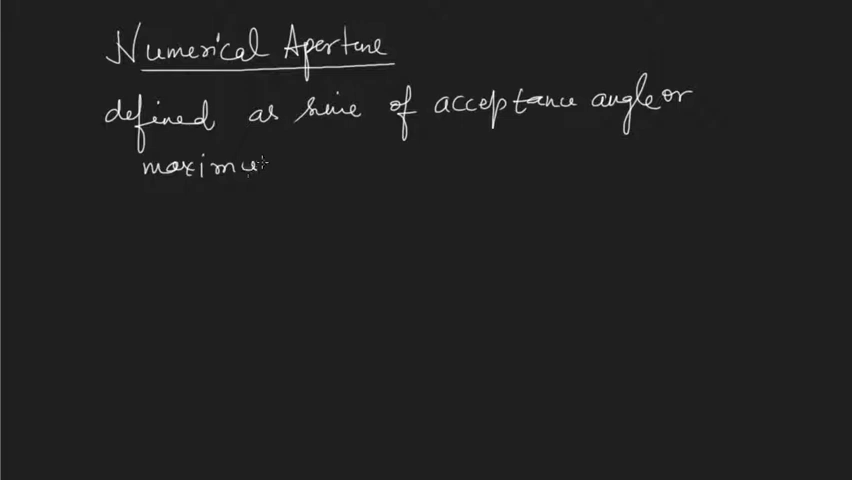 Numerical Aperture
defined as sine of acceptance angle or
maximu